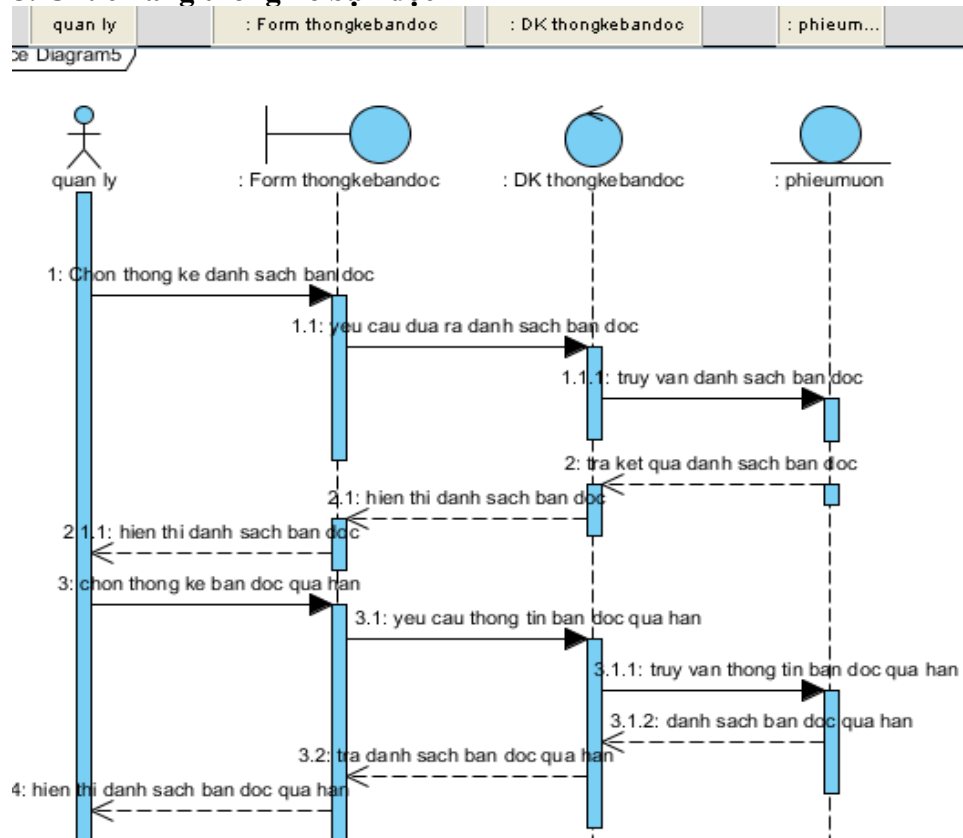 quan ly
: Form thongkebandoc
: DK thongkebandoc
: phieum...
ce Diagram5
quan ly
: Form thongkebandoc
: DK thongkebandoc
: phieumuon
1: Chon thong ke danh sach ban doc
1.1: yeu cau dua ra danh sach ban doc
1.1.1: truy van danh sach ban doc
2: tra ket qua danh sach ban doc
2.1: hien thi danh sach ban doc
2.1.1: hien thi danh sach ban doc
3: chon thong ke ban doc qua han
3.1: yeu cau thong tin ban doc qua han
3.1.1: truy van thong tin ban doc qua han
3.1.2: danh sach ban doc qua han
3.2: tra danh sach ban doc qua han
4: hien thi danh sach ban doc qua han